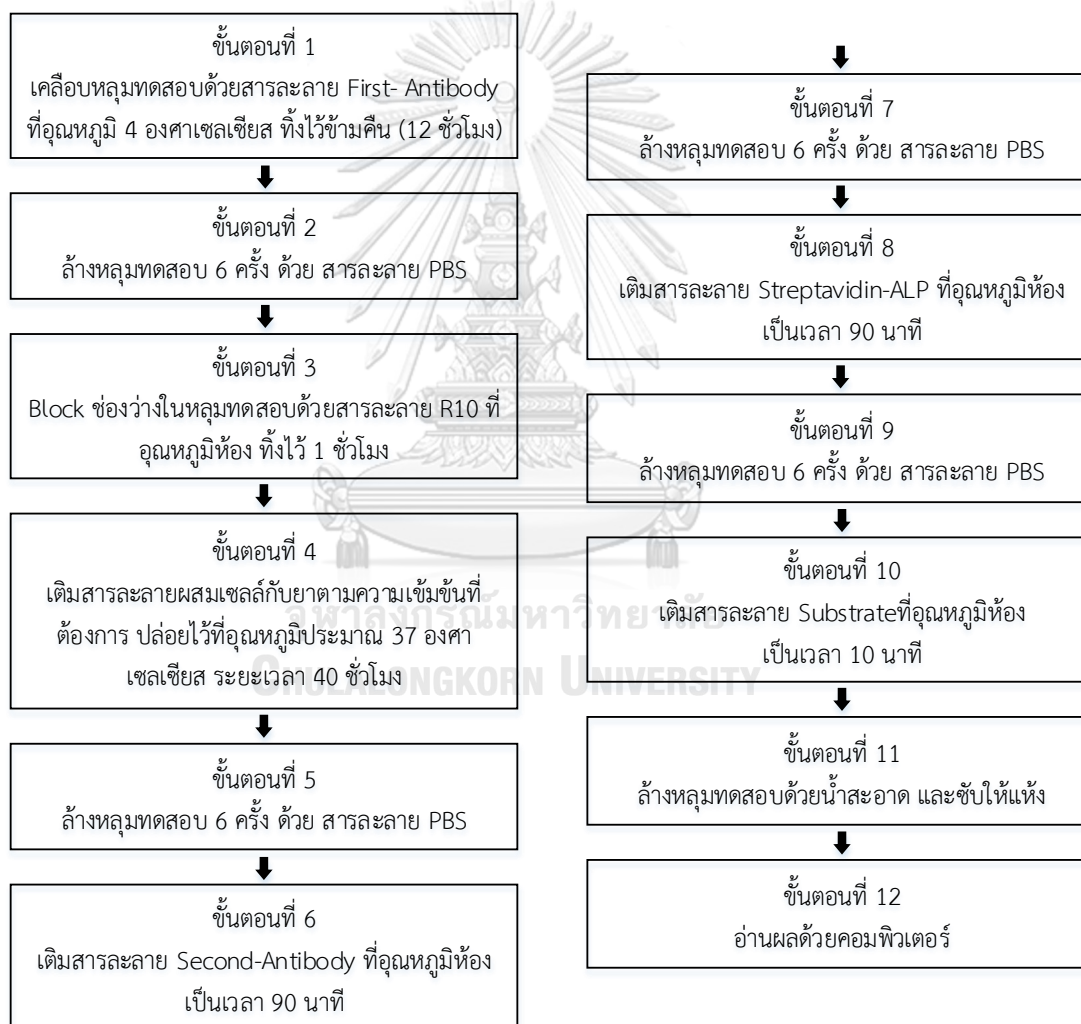 ขั้นตอนที่ 1
เคลือบหลุมทดสอบด้วยสารละลาย First- Antibody
ที่อุณหภูมิ 4 องศาเซลเซียส ทิ้งไว้ข้ามคืน (12 ชั่วโมง)
ขั้นตอนที่ 2
ล้างหลุมทดสอบ 6 ครั้ง ด้วย สารละลาย PBS
ขั้นตอนที่ 3
Block ช่องว่างในหลุมทดสอบด้วยสารละลาย R10 ที่
อุณหภูมิห้อง ทิ้งไว้ 1 ชั่วโมง
ขั้นตอนที่ 4
เติมสารละลายผสมเซลล์กับยาตามความเข้มข้นที่
ต้องการ ปล่อยไว้ที่อุณหภูมิประมาณ 37 องศา
เซลเซียส ระยะเวลา 40 ชั่วโมง
ขั้นตอนที่ 5
ล้างหลุมทดสอบ 6 ครั้ง ด้วย สารละลาย PBS
ขั้นตอนที่ 6
เติมสารละลาย Second-Antibody ที่อุณหภูมิห้อง
เป็นเวลา 90 นาที
ขั้นตอนที่ 7
ล้างหลุมทดสอบ 6 ครั้ง ด้วย สารละลาย PBS
ขั้นตอนที่ 8
เติมสารละลาย Streptavidin-ALP ที่อุณหภูมิห้อง
เป็นเวลา 90 นาที
ขั้นตอนที่ 9
ล้างหลุมทดสอบ 6 ครั้ง ด้วย สารละลาย PBS
ขั้นตอนที่ 10
เติมสารละลาย Substrateที่อุณหภูมิห้อง
เป็นเวลา 10 นาที
ขั้นตอนที่ 11
ล้างหลุมทดสอบด้วยน้ำสะอาด และซับให้แห้ง
ขั้นตอนที่ 12
อ่านผลด้วยคอมพิวเตอร์
จุฬาลงกรณ์มหาวิทยาลัย
CHULALONGKORN UNIVERSITY